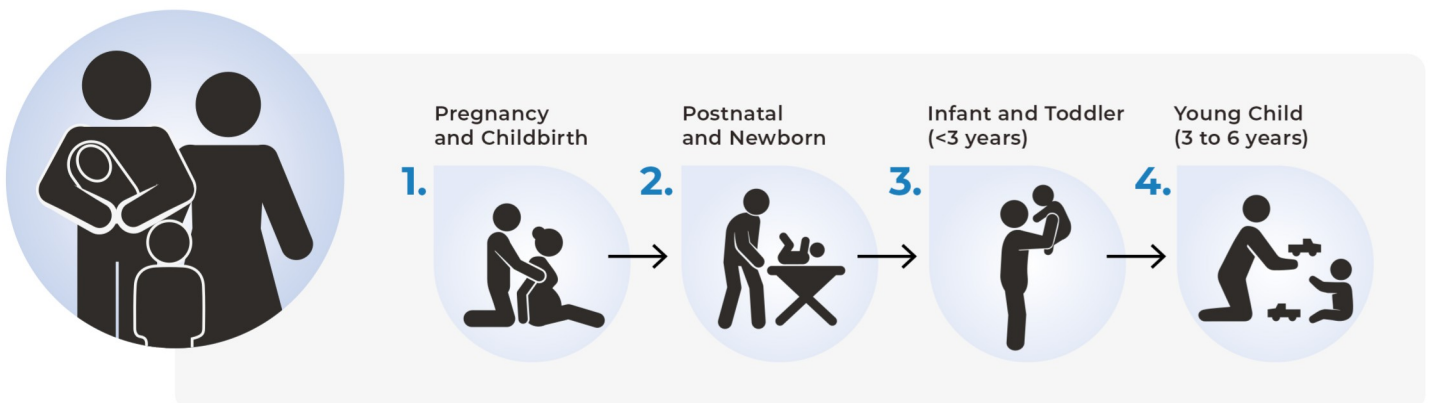 Pregnancy
and Childbirth
1.
Postnatal
and Newborn
2.
Infant and Toddler
(<3 years)
3.
Young Child
(3 to 6 years)
4.